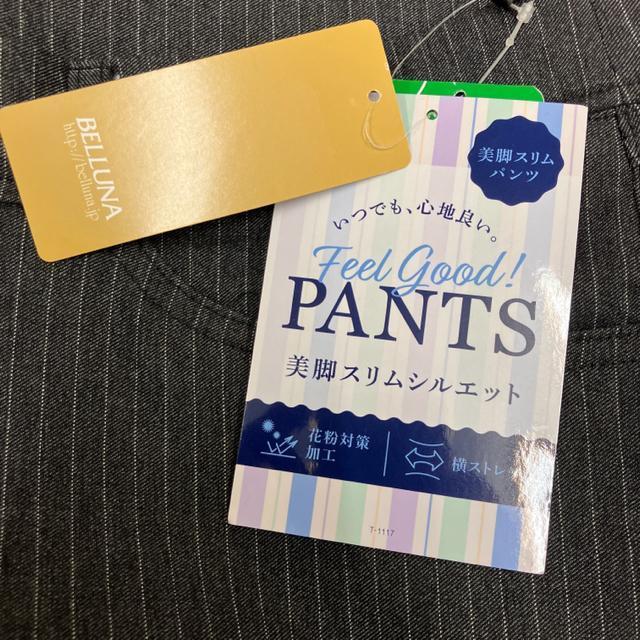 BELLUNA
http://belluna.jp
美脚スリム
パンツ
いつでも、心地良い。
Feel Good!
PANTS
美脚スリムシルエット
花粉対策
加工
横ストレ
T-1117